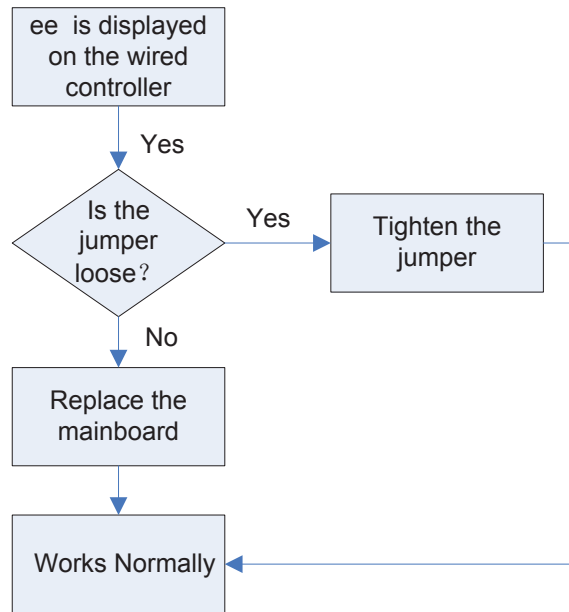 ee is displayed
on the wired
controller
Yes
Is the
jumper
loose？
Yes
Tighten the
jumper
No
Replace the
mainboard
Works Normally